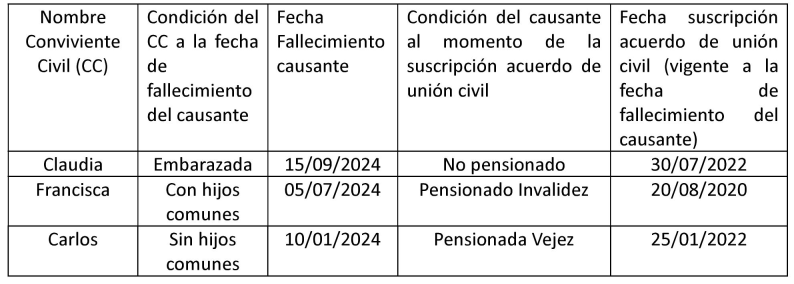 Nombre
Conviviente
Civil (CC)
Condición del
CC a la fecha
de
fallecimiento
del causante
Fecha
Fallecimiento
causante
Condición del causante
al momento de la
suscripción acuerdo de
unión civil
Fecha suscripción
acuerdo de unión
civil (vigente a la
fecha de
fallecimiento del
causante)
Claudia
Embarazada
15/09/2024
No pensionado
30/07/2022
Francisca
Con hijos
comunes
05/07/2024
Pensionado Invalidez
20/08/2020
Carlos
Sin hijos
comunes
10/01/2024
Pensionada Vejez
25/01/2022